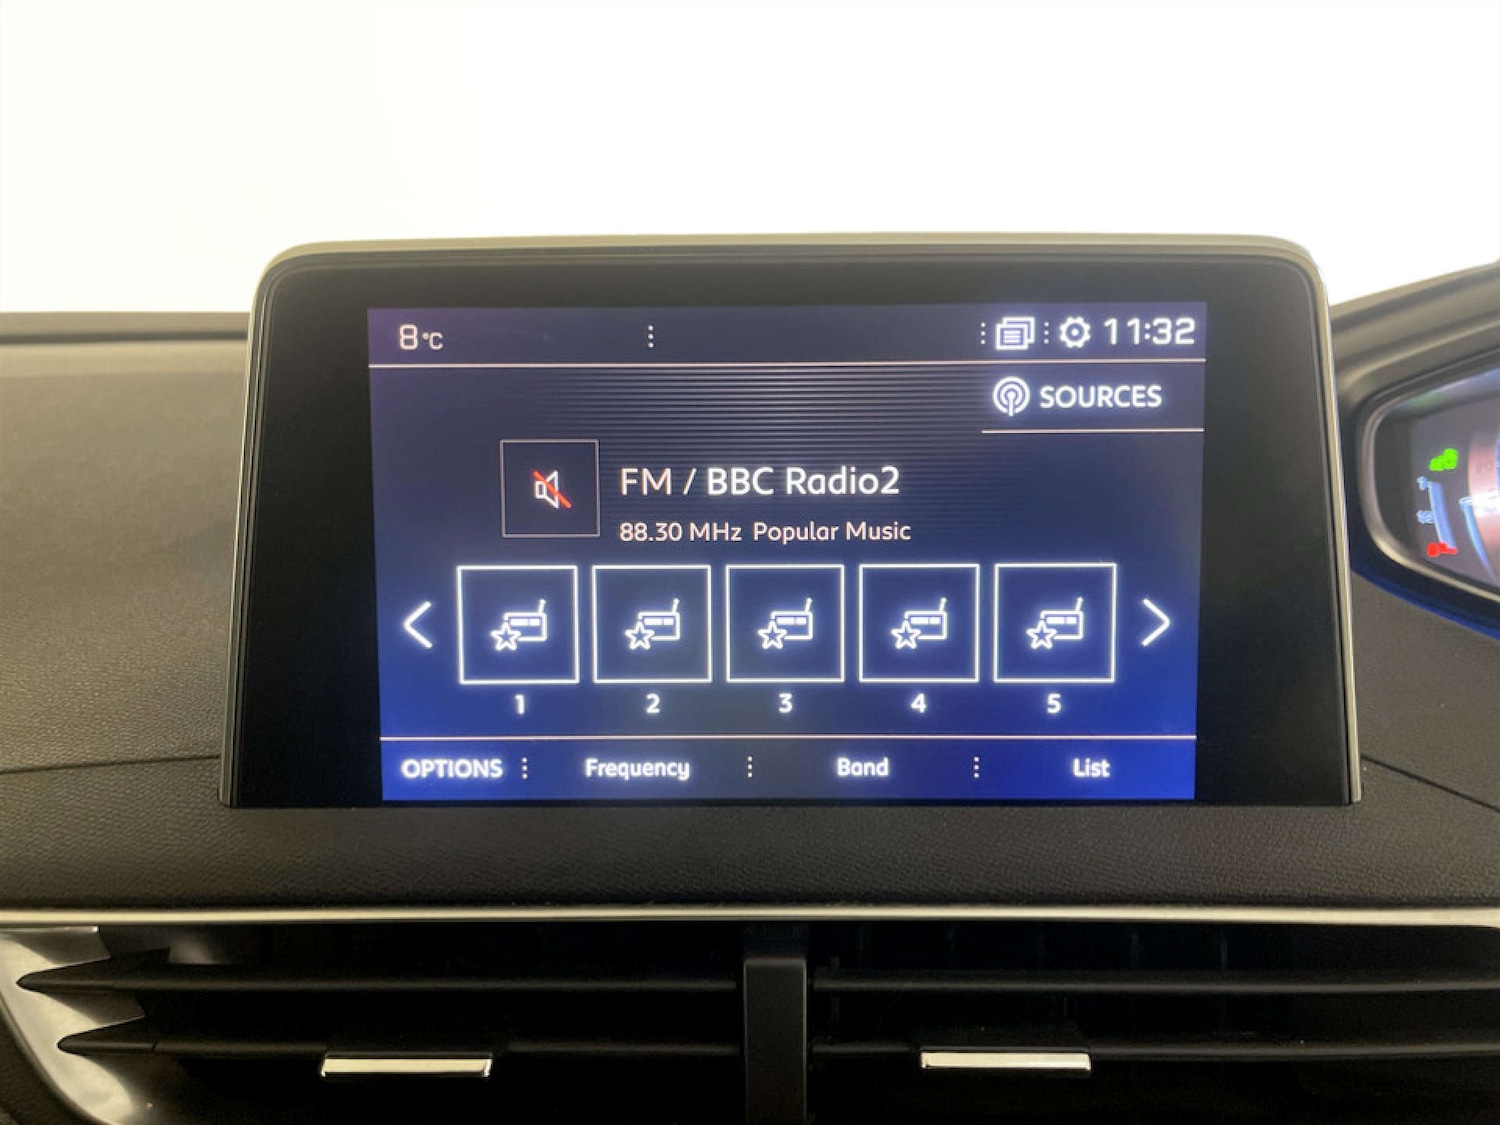 8°C 11:32
SOURCES
FM / BBC Radio2
88.30 MHz Popular Music
1 2 3 4 5
OPTIONS Frequency Band List